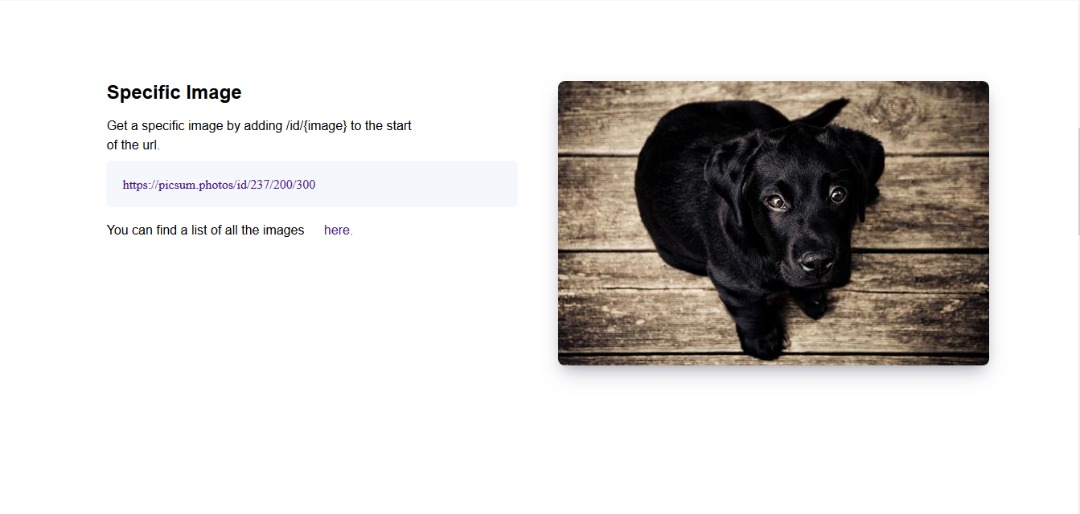 Specific Image
Get a specific image by adding /id/{image} to the start
of the url.
https://picsum.photos/id/237/200/300
You can find a list of all the images here.